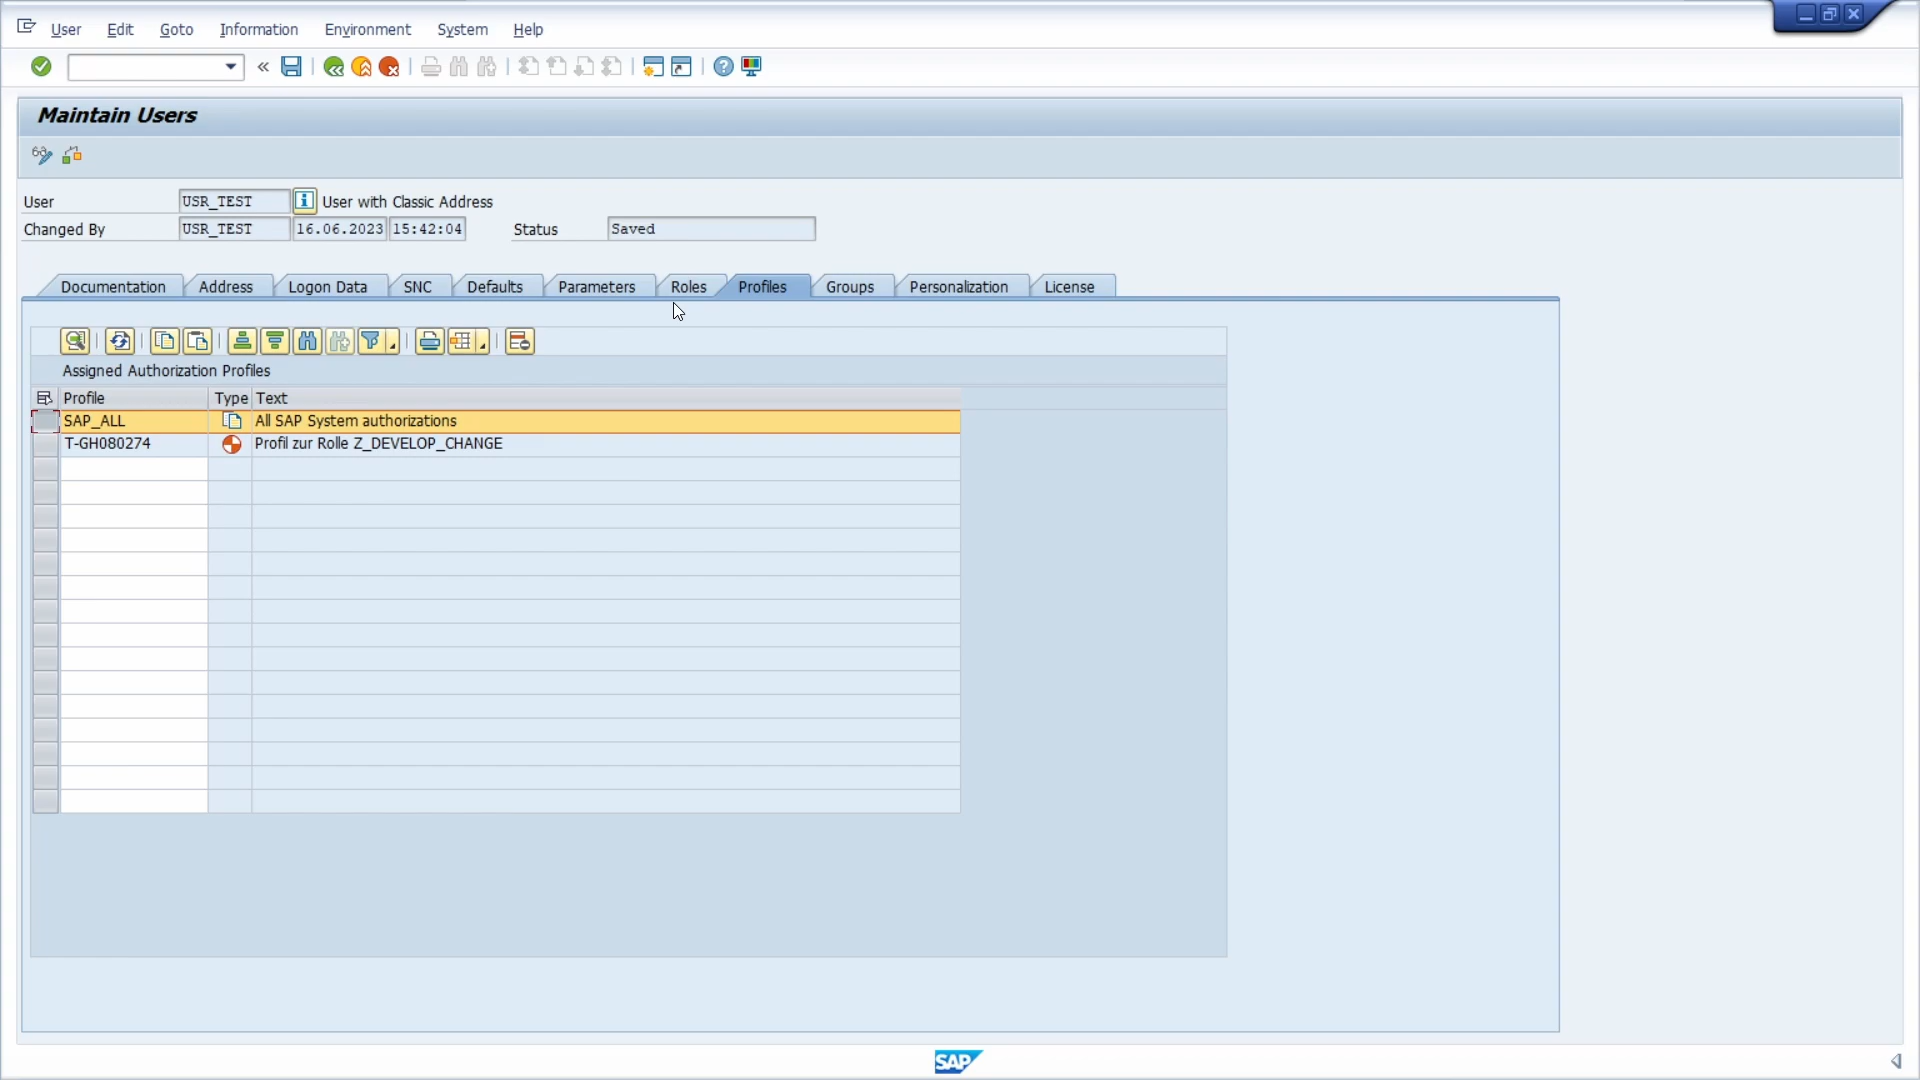 User Edit Goto Information Environment System Help
Maintain Users
User USR_TEST User with Classic Address
Changed By USR_TEST 16.06.2023 15:42:04 Status Saved
Documentation Address Logon Data SNC Defaults Parameters Roles Profiles Groups Personalization License
Assigned Authorization Profiles
Profile Type Text
SAP_ALL All SAP System authorizations
T-GH080274 Profil zur Rolle Z_DEVELOP_CHANGE
SAP